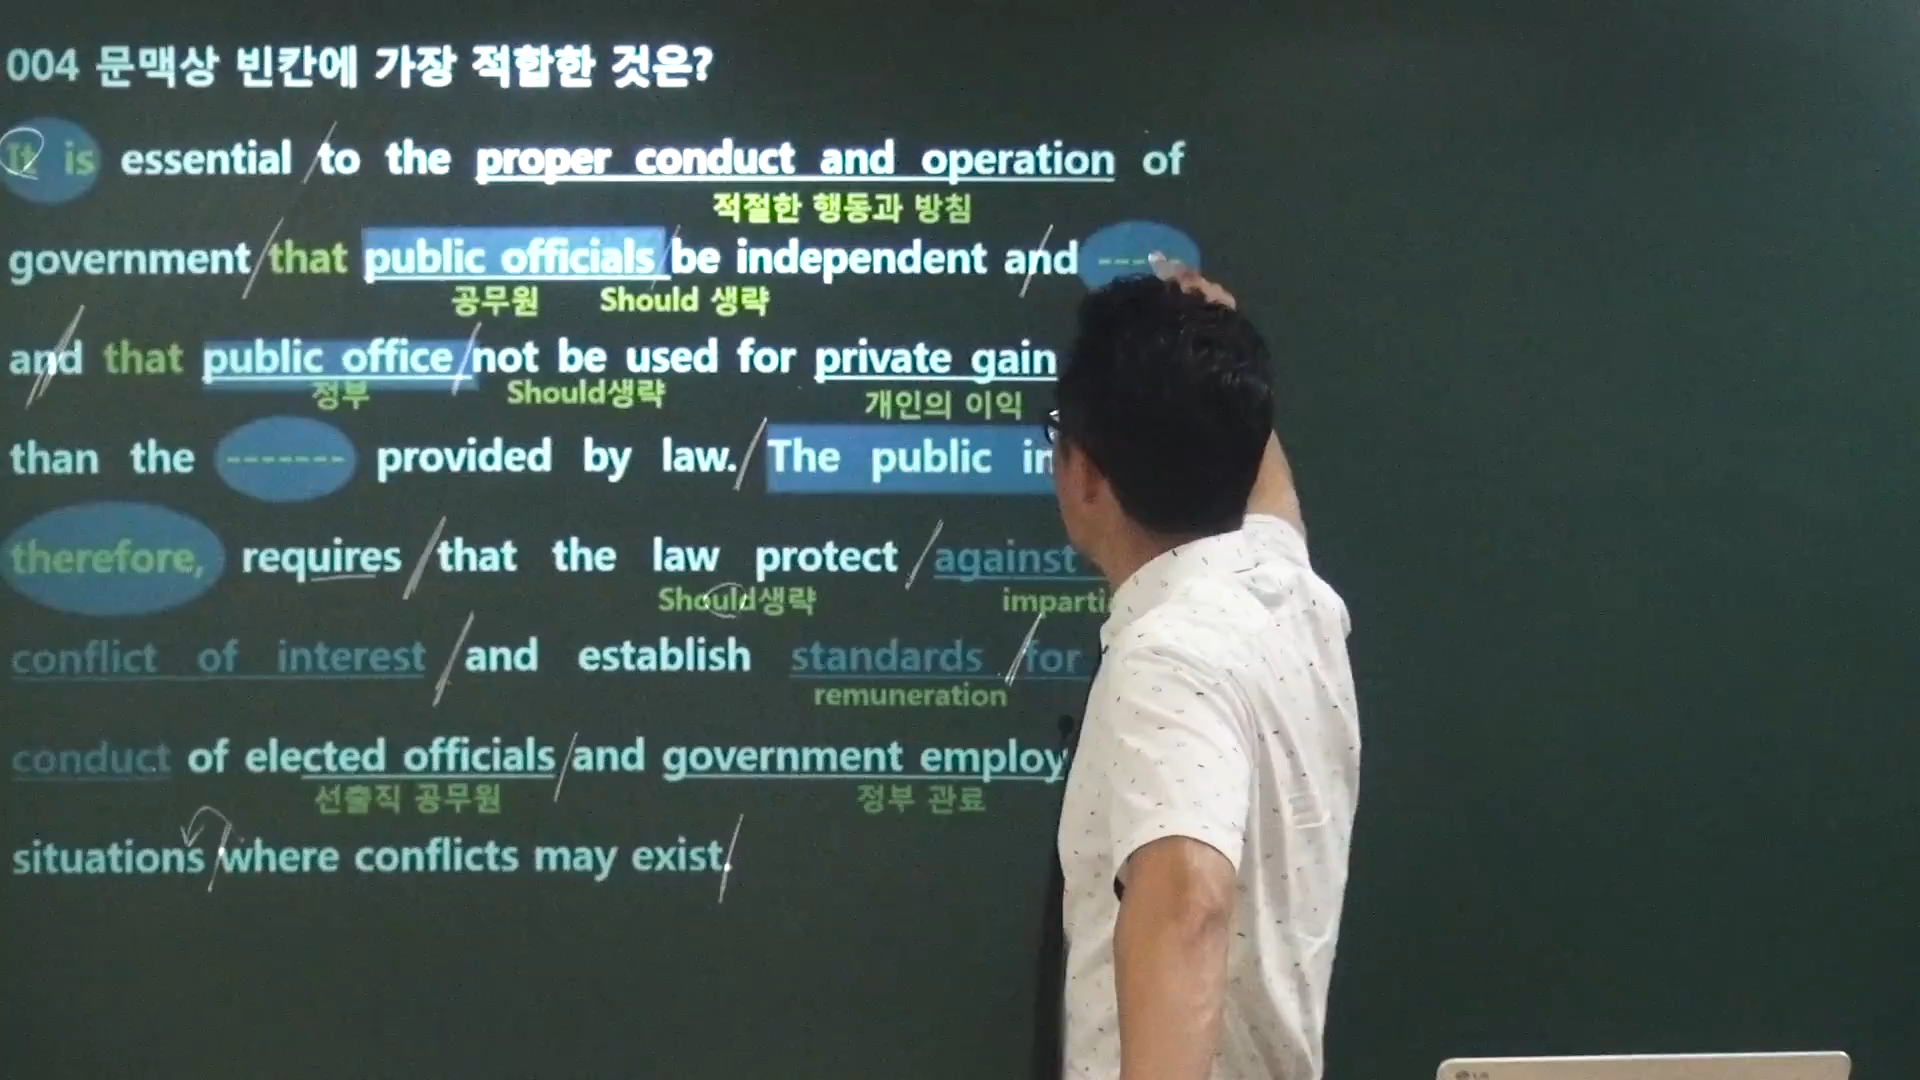 004 문맥상 빈칸에 가장 적합한 것은?
It is essential to the proper conduct and operation of
적절한 행동과 방침
government that public officials be independent and -----
공무원 Should 생략
and that public office not be used for private gain
정부 Should생략 개인의 이익
than the ------- provided by law. The public
therefore, requires that the law protect against
Should생략
conflict of interest and establish standards for
remuneration
conduct of elected officials and government
선출직 공무원 정부 관료
situations where conflicts may exist.
LG